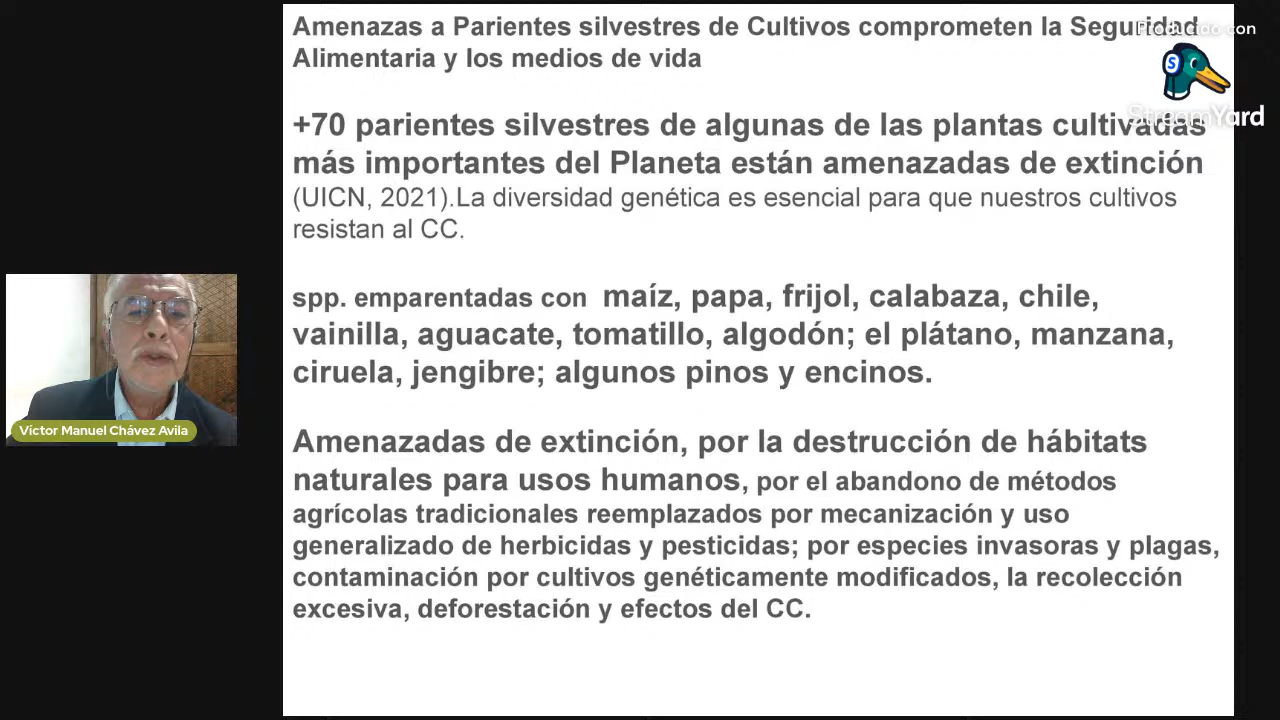 Amenazas a Parientes silvestres de Cultivos comprometen la Seguridad
Alimentaria y los medios de vida
Producido con
StreamYard
+70 parientes silvestres de algunas de las plantas cultivadas
más importantes del Planeta están amenazadas de extinción
(UICN, 2021).La diversidad genética es esencial para que nuestros cultivos
resistan al CC.
spp. emparentadas con maíz, papa, frijol, calabaza, chile,
vainilla, aguacate, tomatillo, algodón; el plátano, manzana,
ciruela, jengibre; algunos pinos y encinos.
Víctor Manuel Chávez Avila
Amenazadas de extinción, por la destrucción de hábitats
naturales para usos humanos, por el abandono de métodos
agrícolas tradicionales reemplazados por mecanización y uso
generalizado de herbicidas y pesticidas; por especies invasoras y plagas,
contaminación por cultivos genéticamente modificados, la recolección
excesiva, deforestación y efectos del CC.